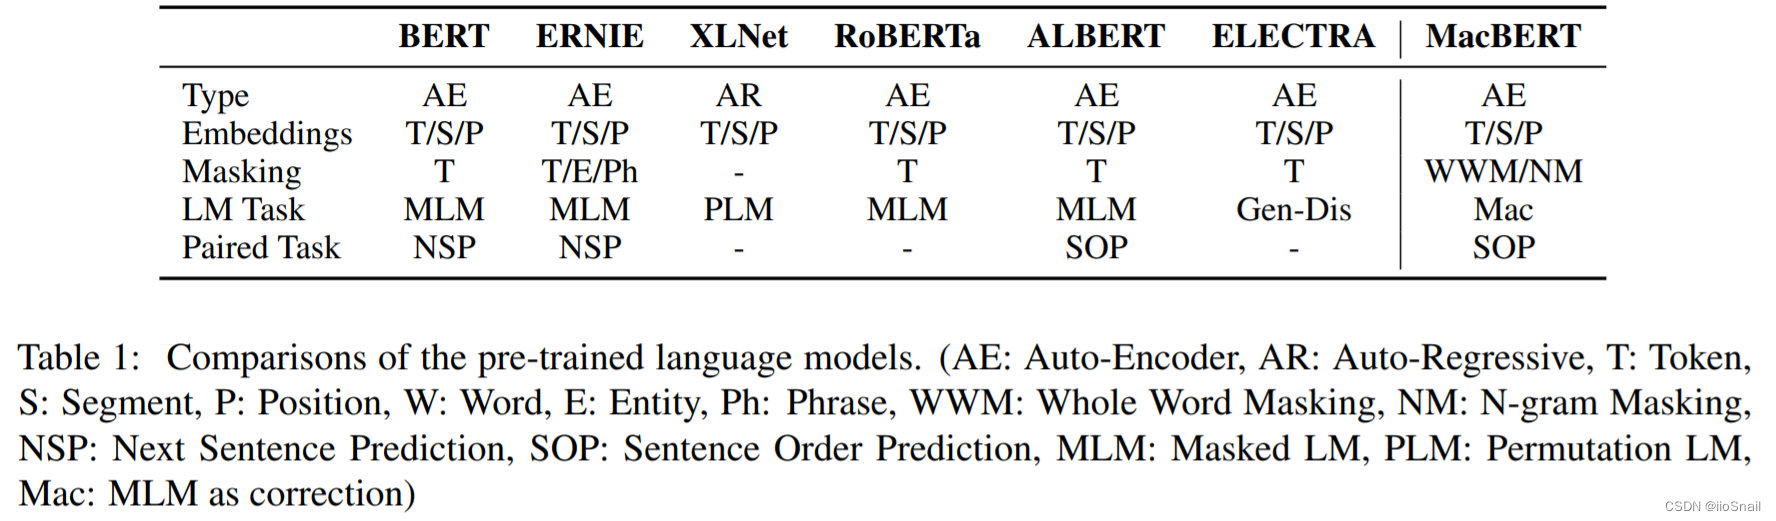 BERT ERNIE XLNet RoBERTa ALBERT ELECTRA MacBERT
Type AE AE AR AE AE AE AE
Embeddings T/S/P T/S/P T/S/P T/S/P T/S/P T/S/P T/S/P
Masking T T/E/Ph - T T T WWM/NM
LM Task MLM MLM PLM MLM MLM Gen-Dis Mac
Paired Task NSP NSP - - SOP - SOP
Table 1: Comparisons of the pre-trained language models. (AE: Auto-Encoder, AR: Auto-Regressive, T: Token,
S: Segment, P: Position, W: Word, E: Entity, Ph: Phrase, WWM: Whole Word Masking, NM: N-gram Masking,
NSP: Next Sentence Prediction, SOP: Sentence Order Prediction, MLM: Masked LM, PLM: Permutation LM,
Mac: MLM as correction)
CSDN @iioSnail